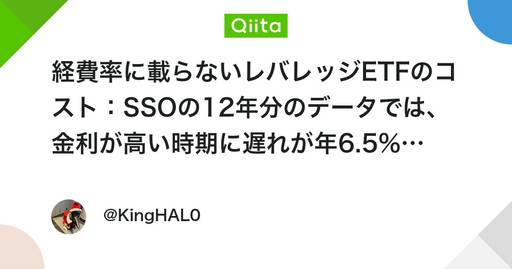 Qiita
経費率に載らないレバレッジETFのコ
スト：SSOの12年分のデータでは、
金利が高い時期に遅れが年6.5%…
@KingHAL0